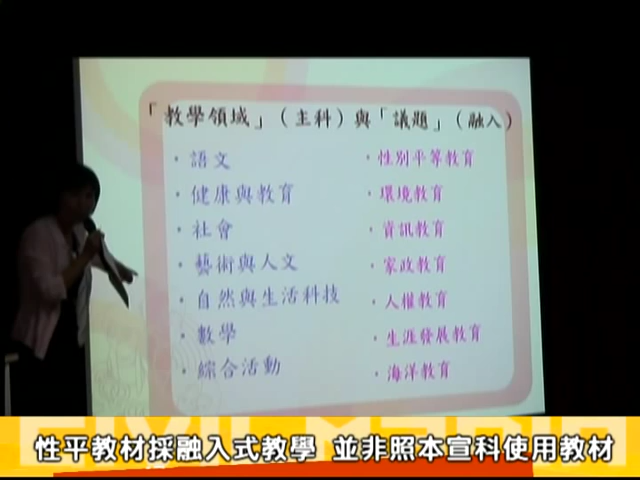 「教學領域」（主科）與「議題」（融入）
・語文
・健康與教育
・社會
・藝術與人文
・自然與生活科技
・數學
・綜合活動
・性別平等教育
・環境教育
・資訊教育
・家政教育
・人權教育
・生涯發展教育
・海洋教育
性平教材採融入式教學 並非照本宣科使用教材